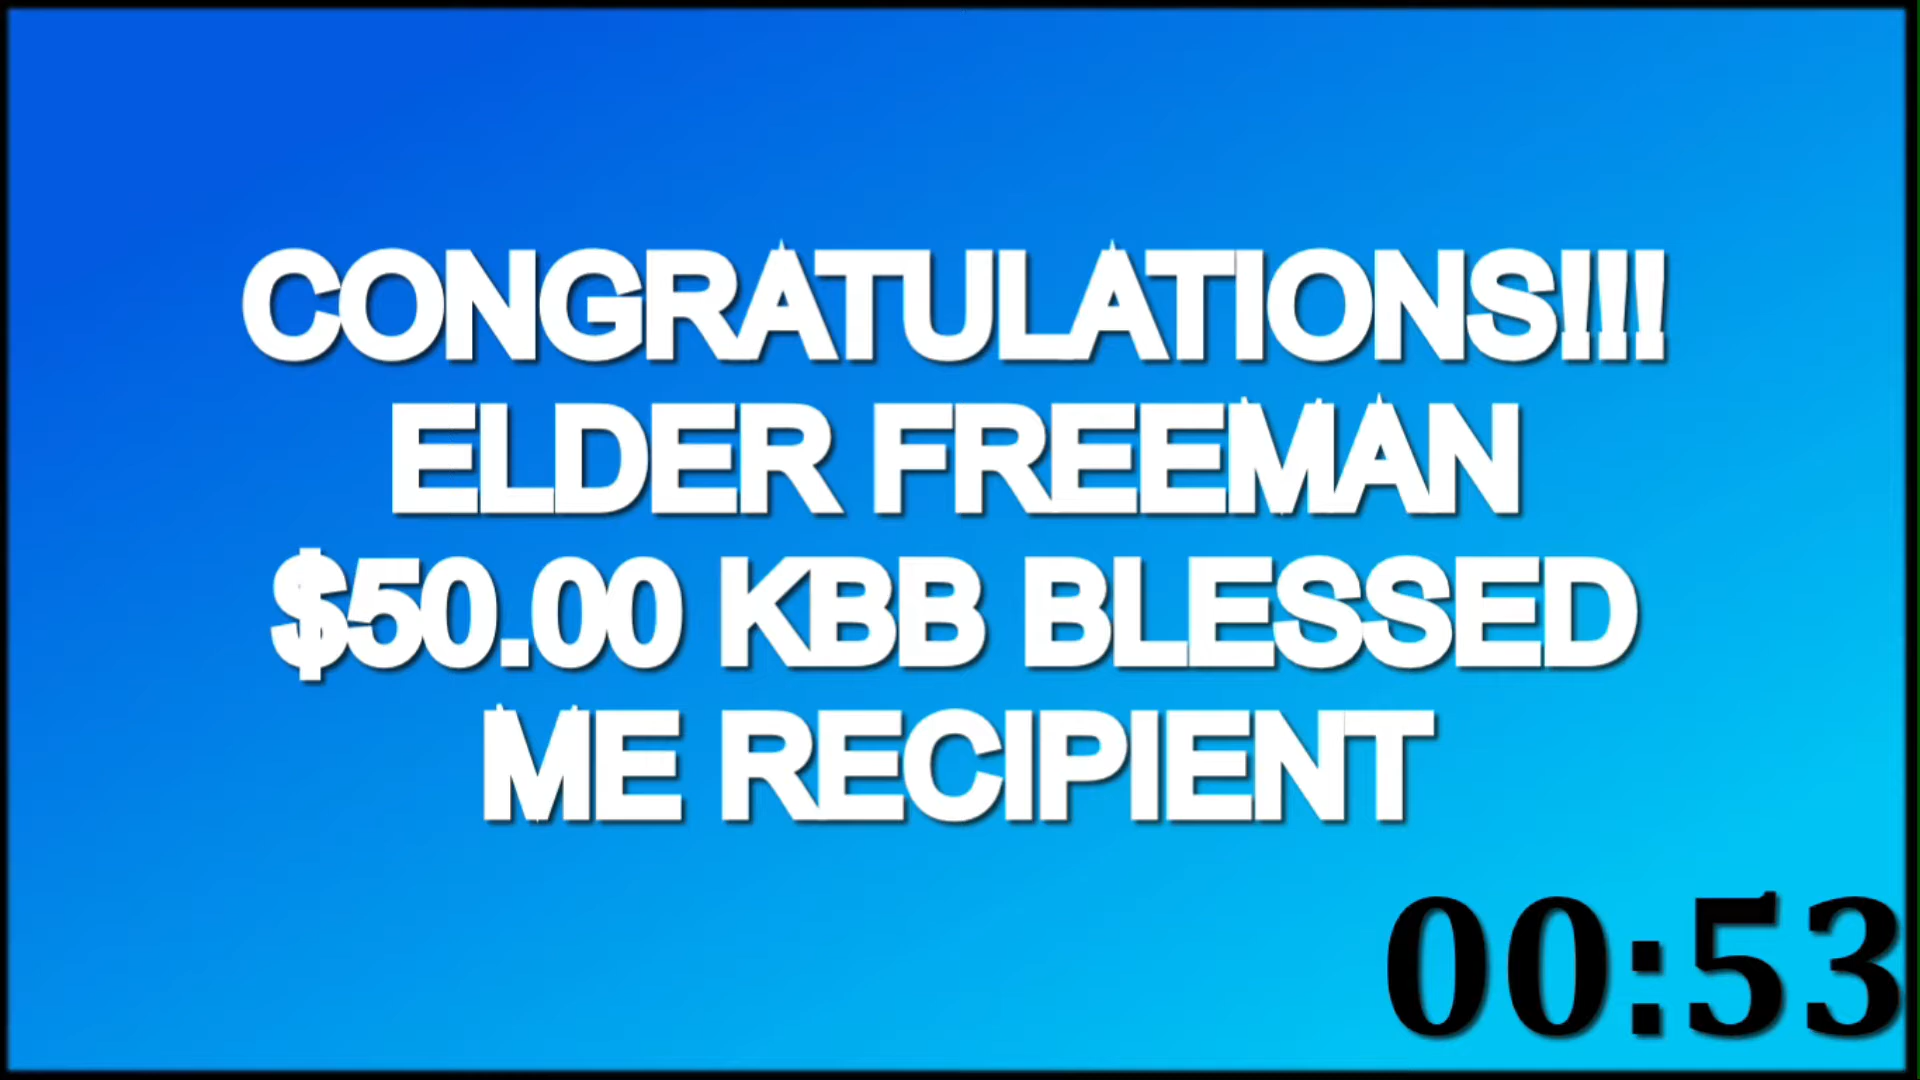 CONGRATULATIONS!!!
ELDER FREEMAN
$50.00 KBB BLESSED
ME RECIPIENT
00:53